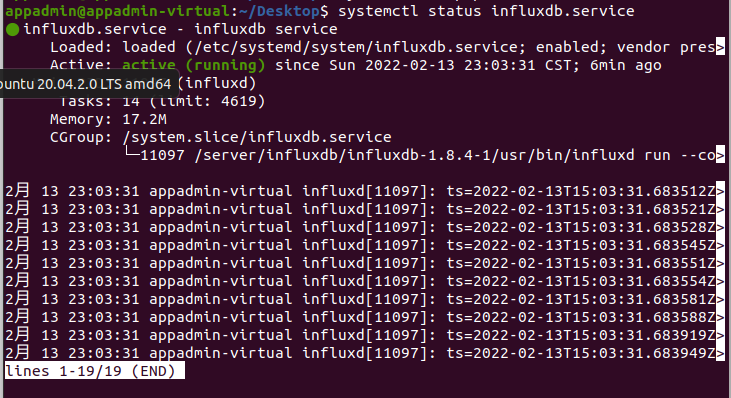 appadmin@appadmin-virtual:~/Desktop$ systemctl status influxdb.service
influxdb.service - influxdb service
Loaded: loaded (/etc/systemd/system/influxdb.service; enabled; vendor pres>
Active: active (running) since Sun 2022-02-13 23:03:31 CST; 6min ago
buntu 20.04.2.0 LTS amd64 (influxd)
Tasks: 14 (limit: 4619)
Memory: 17.2M
CGroup: /system.slice/influxdb.service
└─11097 /server/influxdb/influxdb-1.8.4-1/usr/bin/influxd run --co>
2月 13 23:03:31 appadmin-virtual influxd[11097]: ts=2022-02-13T15:03:31.683512Z>
2月 13 23:03:31 appadmin-virtual influxd[11097]: ts=2022-02-13T15:03:31.683521Z>
2月 13 23:03:31 appadmin-virtual influxd[11097]: ts=2022-02-13T15:03:31.683528Z>
2月 13 23:03:31 appadmin-virtual influxd[11097]: ts=2022-02-13T15:03:31.683545Z>
2月 13 23:03:31 appadmin-virtual influxd[11097]: ts=2022-02-13T15:03:31.683551Z>
2月 13 23:03:31 appadmin-virtual influxd[11097]: ts=2022-02-13T15:03:31.683554Z>
2月 13 23:03:31 appadmin-virtual influxd[11097]: ts=2022-02-13T15:03:31.683581Z>
2月 13 23:03:31 appadmin-virtual influxd[11097]: ts=2022-02-13T15:03:31.683588Z>
2月 13 23:03:31 appadmin-virtual influxd[11097]: ts=2022-02-13T15:03:31.683919Z>
2月 13 23:03:31 appadmin-virtual influxd[11097]: ts=2022-02-13T15:03:31.683949Z>
lines 1-19/19 (END)